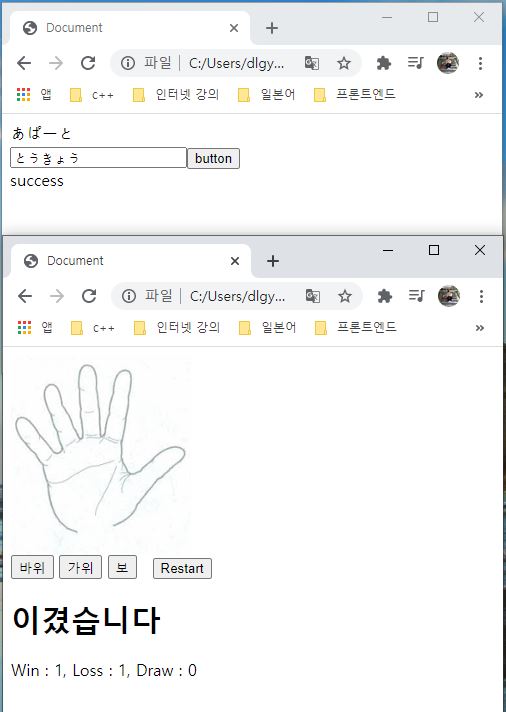 Document
파일 C:/Users/dlgy...
앱 C++ 인터넷 강의 일본어 프론트엔드 »
あぱーと
とうきょう button
success
Document
파일 C:/Users/dlgy...
앱 C++ 인터넷 강의 일본어 프론트엔드 »
바위 가위 보 Restart
이겼습니다
Win : 1, Loss : 1, Draw : 0